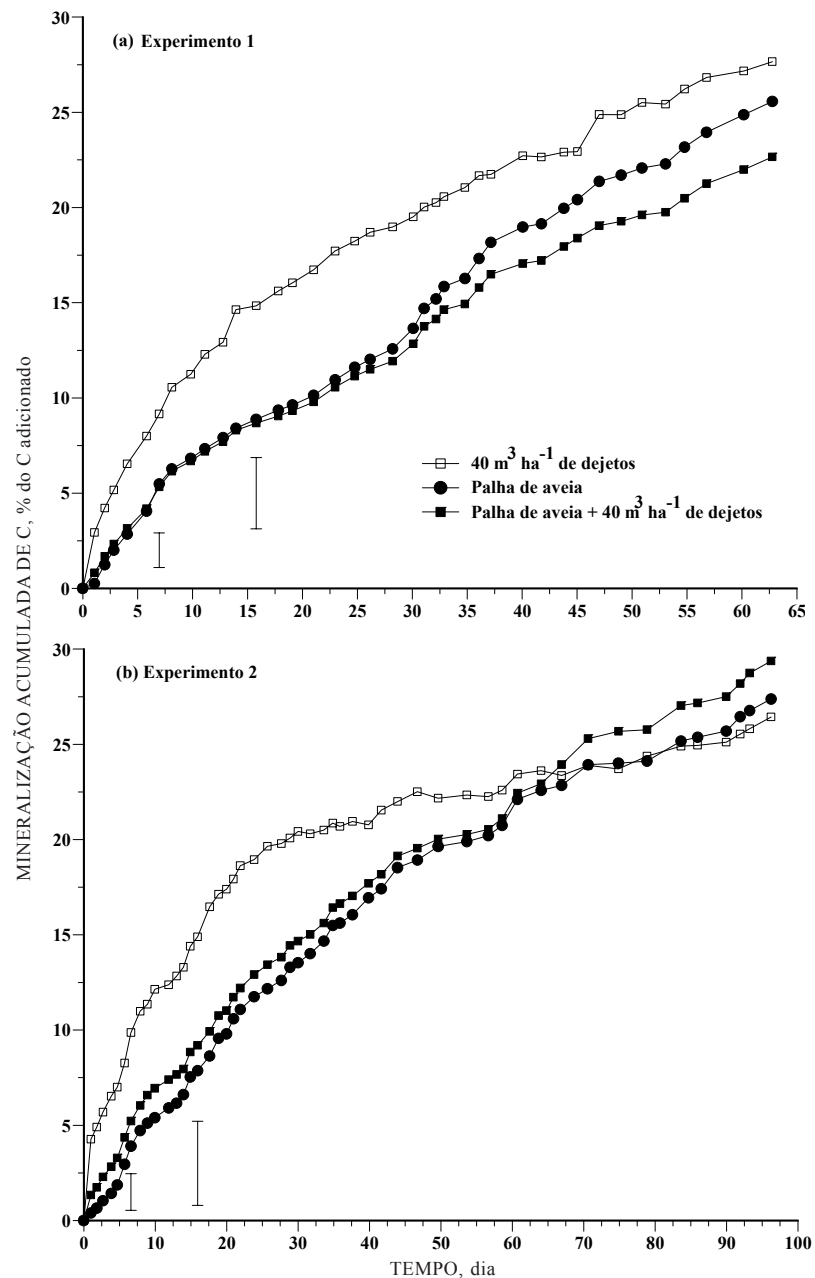 MINERALIZAÇÃO ACUMULADA DE C, % do C adicionado
30
(a) Experimento 1
25
20
15
10
40 m³ ha⁻¹ de dejetos
Palha de aveia
5
Palha de aveia + 40 m³ ha⁻¹ de dejetos
0
0 5 10 15 20 25 30 35 40 45 50 55 60 65
30
(b) Experimento 2
25
20
15
10
5
0
0 10 20 30 40 50 60 70 80 90 100
TEMPO, dia